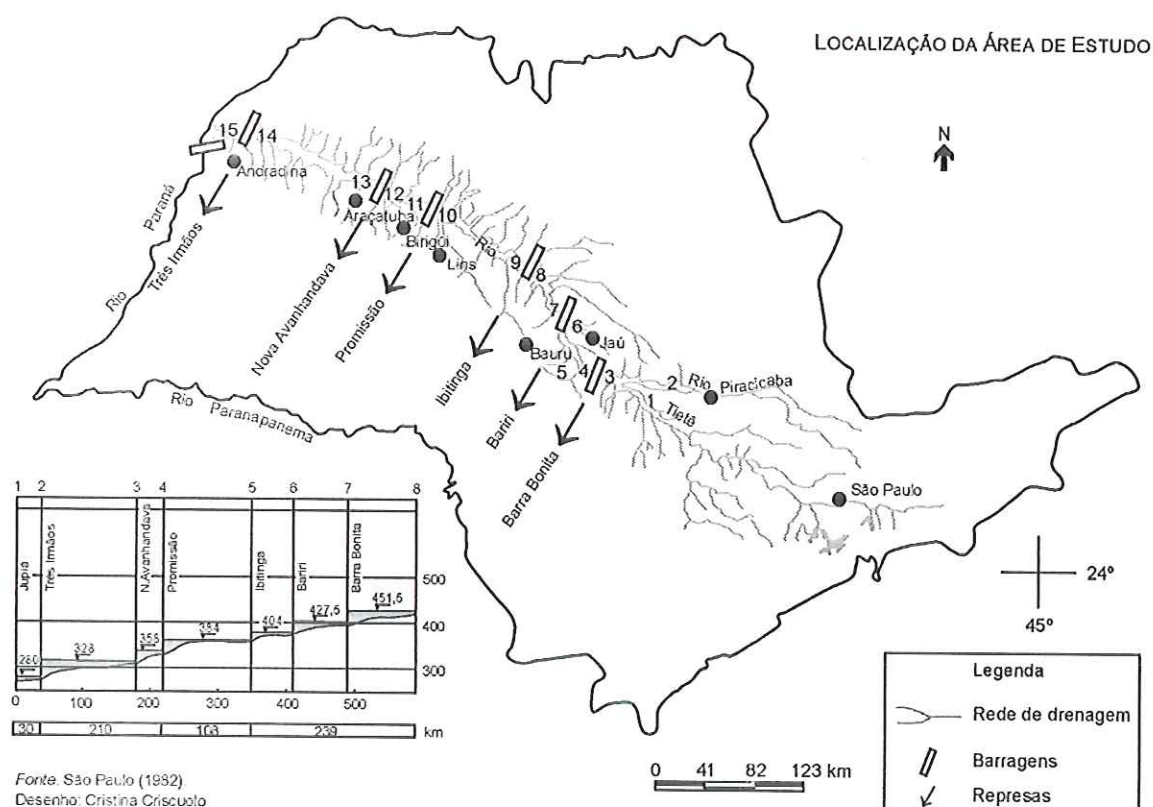 LOCALIZAÇÃO DA ÁREA DE ESTUDO
N
15
14
Andradina
13
12
11
10
Araçatuba
Birigüi
Lins
Rio
9
8
7
6
Jaú
Bauru
5
4
3
2
Rio Piracicaba
1
Tietê
São Paulo
Rio Paraná
Três Irmãos
Nova Avanhandava
Promissão
Ibitinga
Bariri
Barra Bonita
Rio Paranapanema
24º
45º
1 2 3 4 5 6 7 8
Jupiá
Três Irmãos
N.Avanhandava
Promissão
Ibitinga
Bariri
Barra Bonita
500
400
300
280
328
358
384
404
427,5
451,5
0 100 200 300 400 500
30 210 168 239 km
Fonte: São Paulo (1982).
Desenho: Cristina Criscuolo
0 41 82 123 km
Legenda
Rede de drenagem
Barragens
Represas